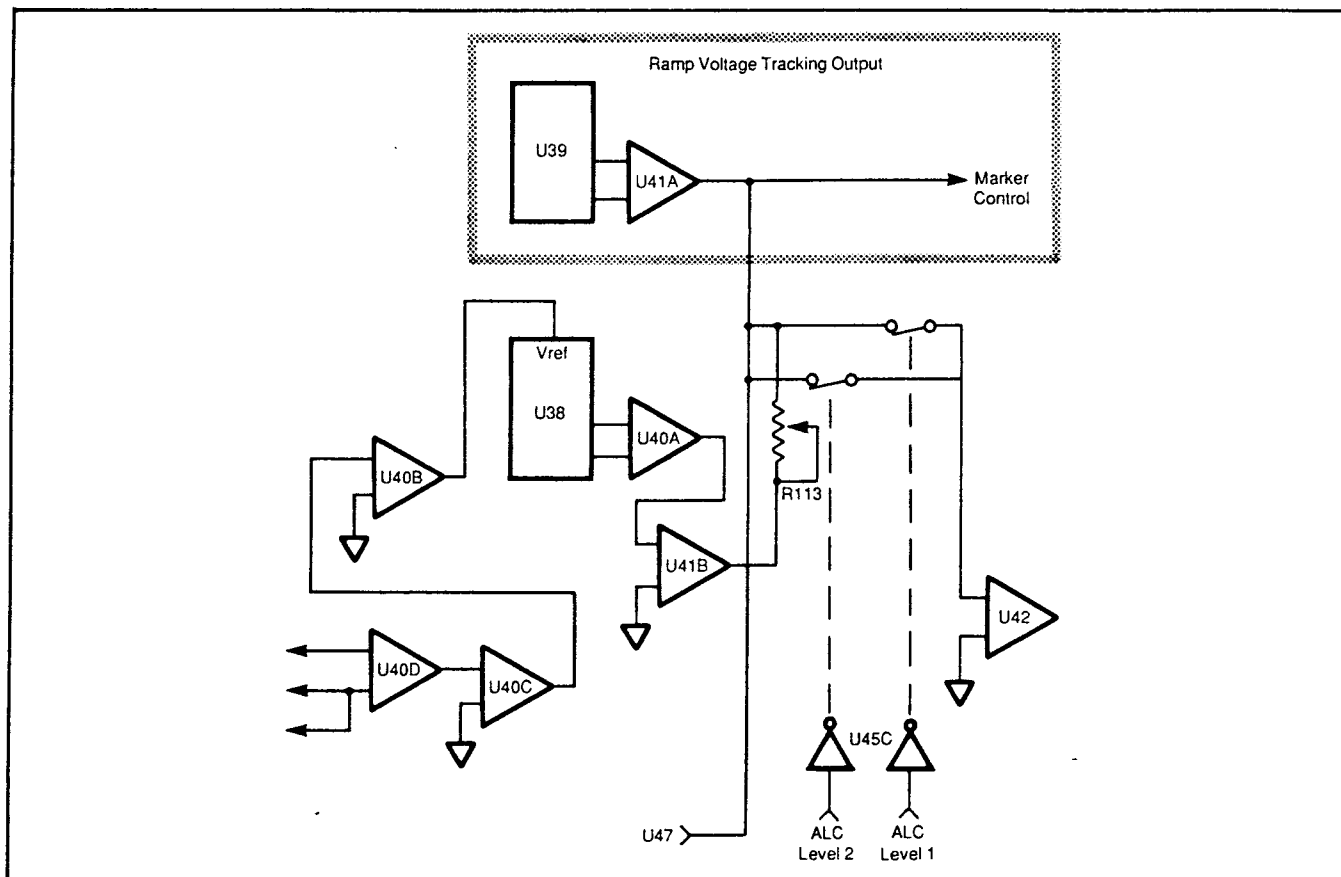 Ramp Voltage Tracking Output
U39
U41A
Marker
Control
Vref
U38
U40A
U40B
R113
U41B
U42
U40D
U40C
U45C
U47
ALC
Level 2
ALC
Level 1